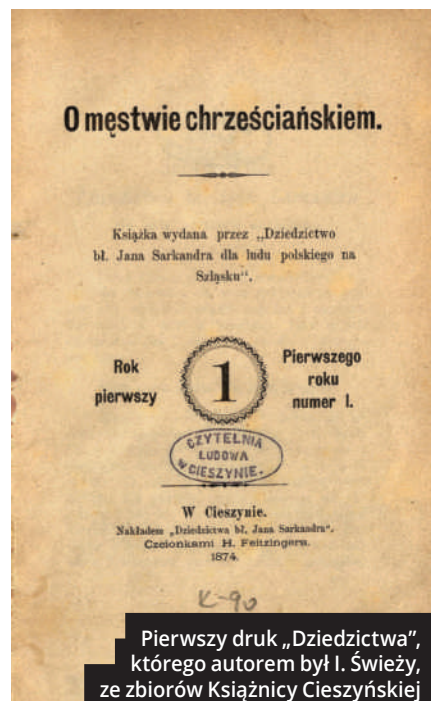 O męstwie chrześciańskiem.
Książka wydana przez „Dziedzictwo
bł. Jana Sarkandra dla ludu polskiego na
Szląsku“.
Rok
pierwszy
1
Pierwszego
roku
numer I.
CZYTELNIA
LUDOWA
W CIESZYNIE.
W Cieszynie.
Nakładem „Dziedzictwa bł. Jana Sarkandra“.
Czcionkami H. Feitzingera.
1874.
K-90
Pierwszy druk „Dziedzictwa”,
którego autorem był I. Świeży,
ze zbiorów Książnicy Cieszyńskiej